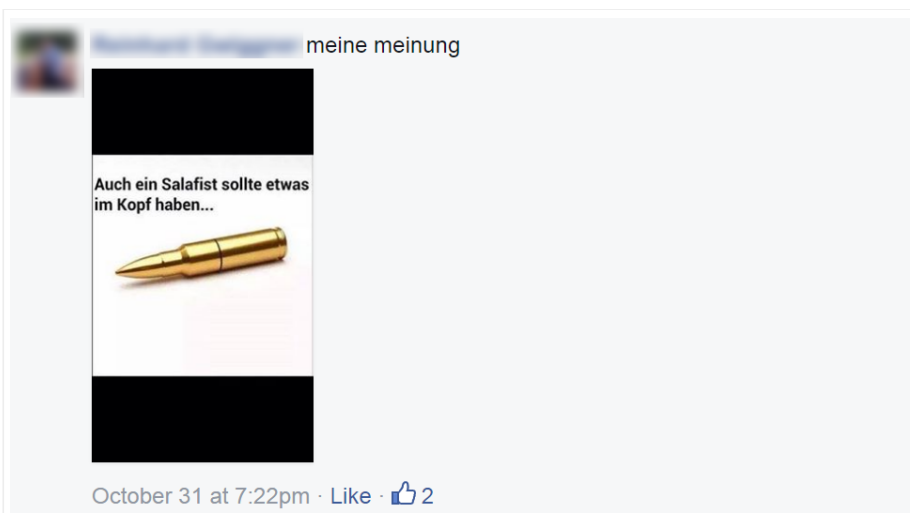 meine meinung
Auch ein Salafist sollte etwas
im Kopf haben...
October 31 at 7:22pm · Like · 2